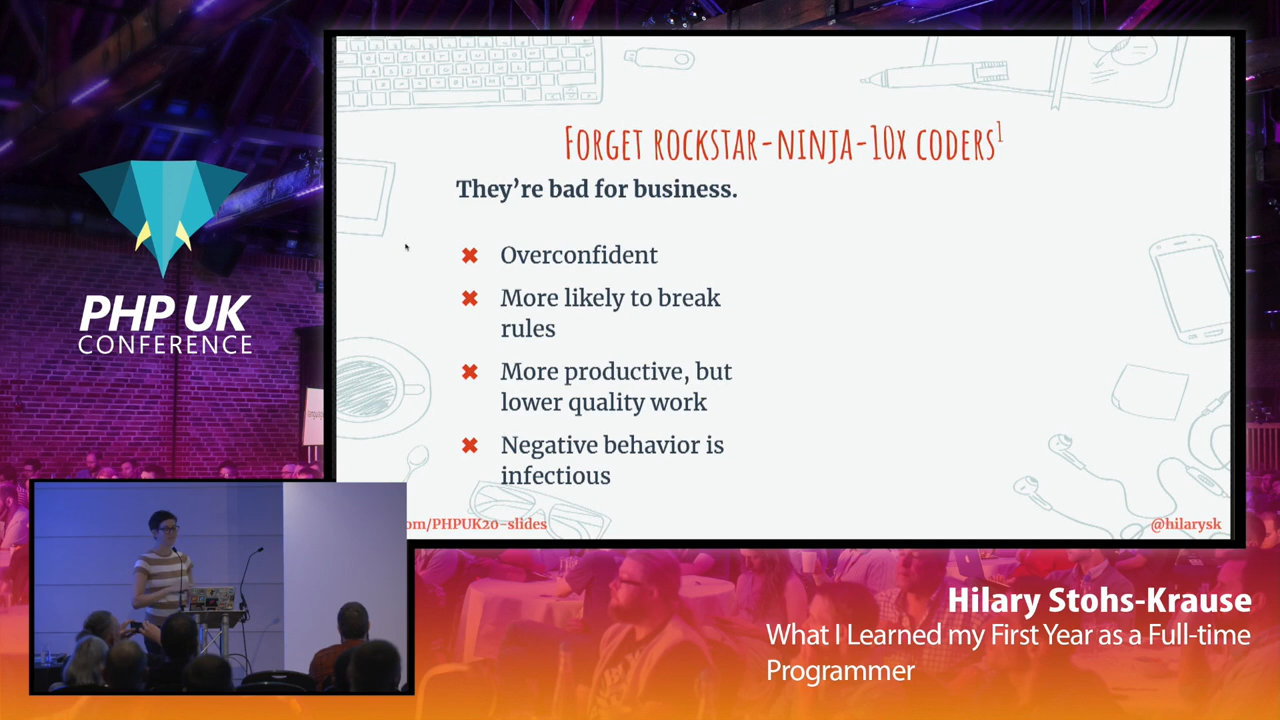 PHP UK
CONFERENCE
Forget rockstar-ninja-10x coders¹
They're bad for business.
✖ Overconfident
✖ More likely to break
rules
✖ More productive, but
lower quality work
✖ Negative behavior is
infectious
om/PHPUK20-slides
@hilarysk
Hilary Stohs-Krause
What I Learned my First Year as a Full-time
Programmer